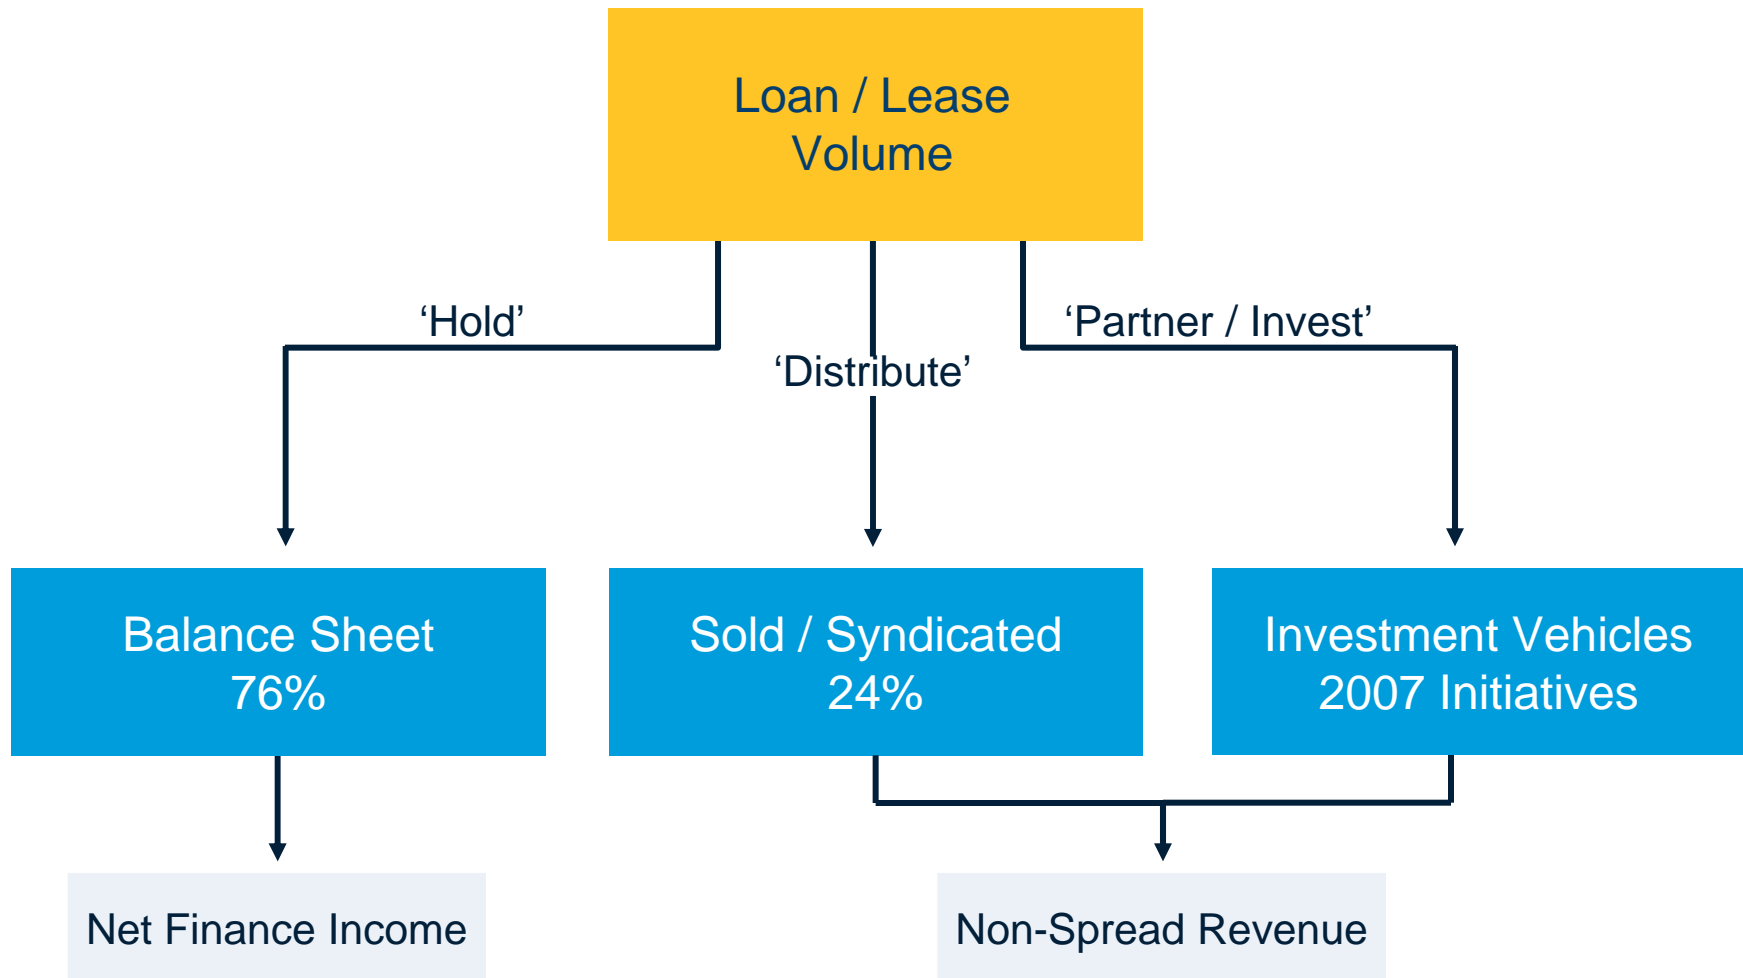 Loan / Lease
Volume
‘Hold’
‘Partner / Invest’
‘Distribute’
Balance Sheet
76%
Sold / Syndicated
24%
Investment Vehicles
2007 Initiatives
Net Finance Income
Non-Spread Revenue